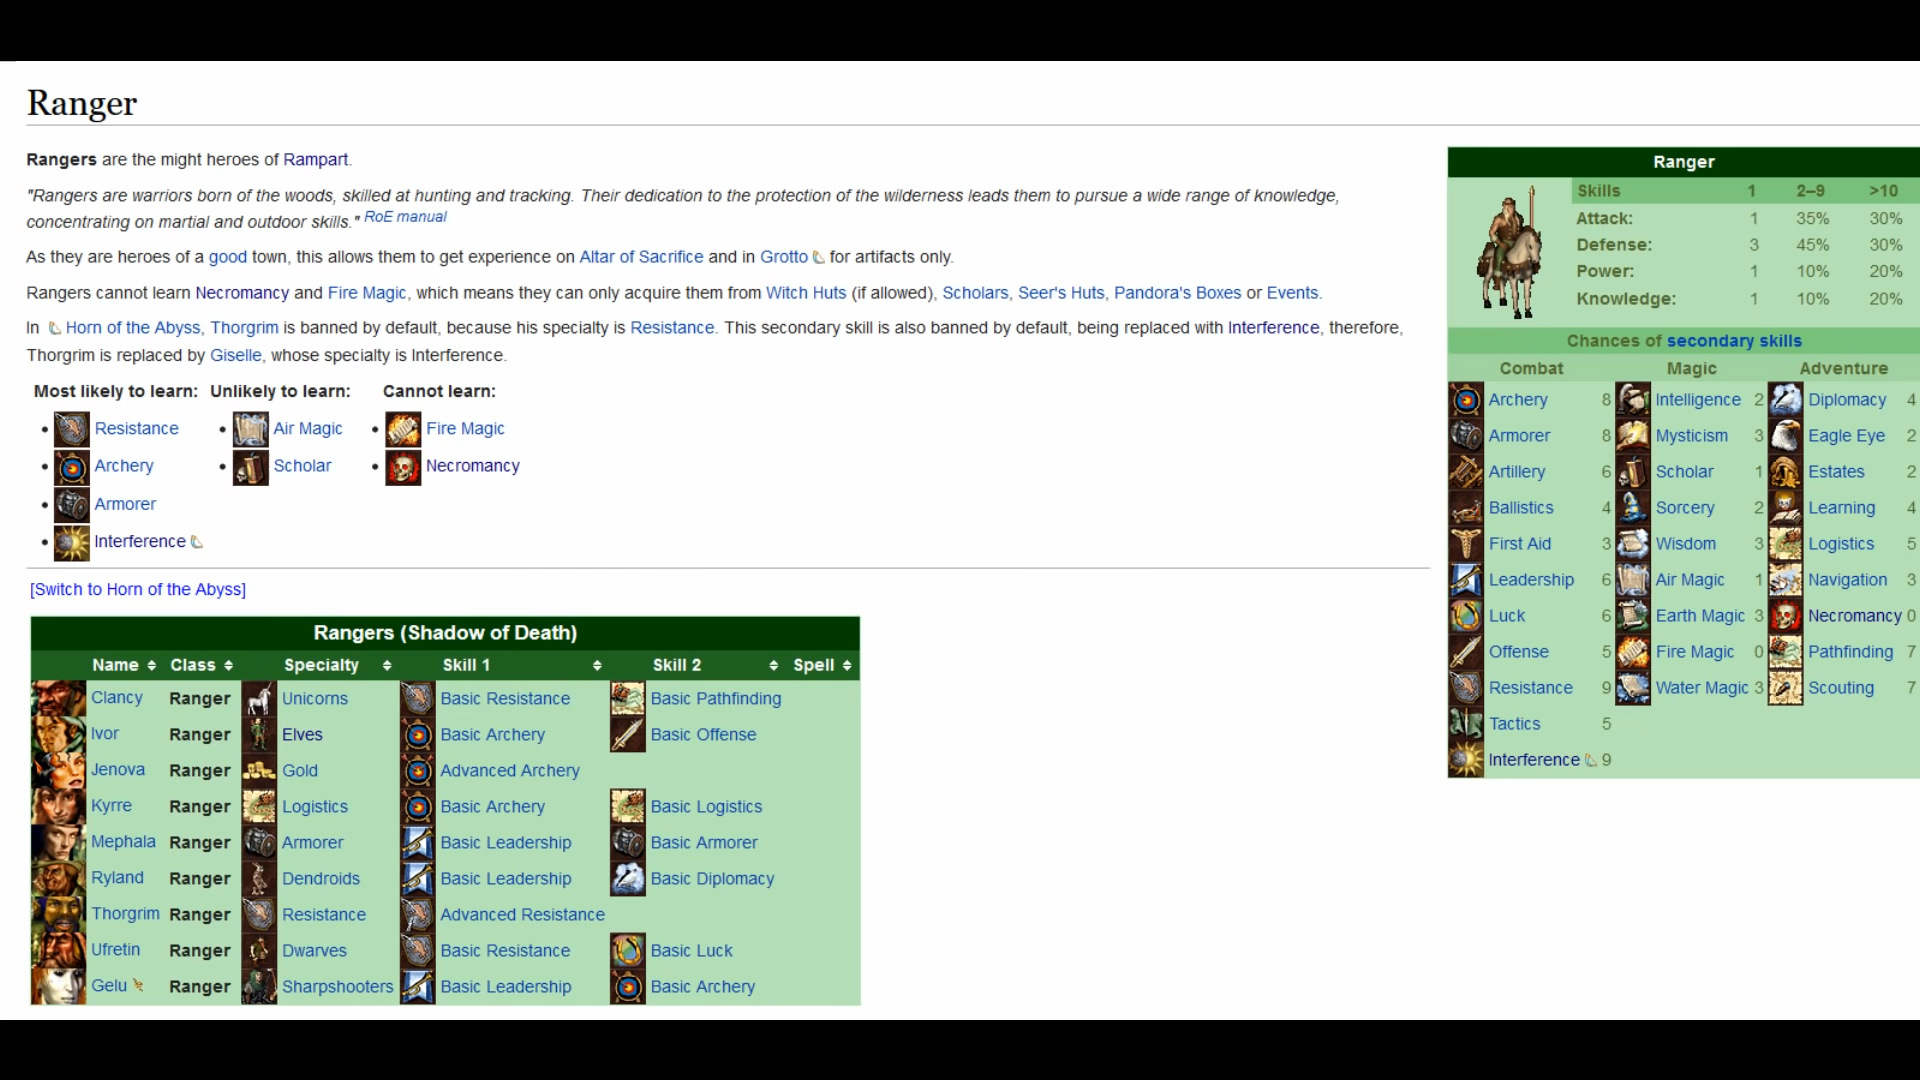 Ranger
Rangers are the might heroes of Rampart.
"Rangers are warriors born of the woods, skilled at hunting and tracking. Their dedication to the protection of the wilderness leads them to pursue a wide range of knowledge,
concentrating on martial and outdoor skills." RoE manual
As they are heroes of a good town, this allows them to get experience on Altar of Sacrifice and in Grotto for artifacts only.
Rangers cannot learn Necromancy and Fire Magic, which means they can only acquire them from Witch Huts (if allowed), Scholars, Seer's Huts, Pandora's Boxes or Events.
In Horn of the Abyss, Thorgrim is banned by default, because his specialty is Resistance. This secondary skill is also banned by default, being replaced with Interference, therefore,
Thorgrim is replaced by Giselle, whose specialty is Interference.
Most likely to learn: Unlikely to learn: Cannot learn:
Resistance Air Magic Fire Magic
Archery Scholar Necromancy
Armorer
Interference
[Switch to Horn of the Abyss]
Rangers (Shadow of Death)
Name Class Specialty Skill 1 Skill 2 Spell
Clancy Ranger Unicorns Basic Resistance Basic Pathfinding
Ivor Ranger Elves Basic Archery Basic Offense
Jenova Ranger Gold Advanced Archery
Kyrre Ranger Logistics Basic Archery Basic Logistics
Mephala Ranger Armorer Basic Leadership Basic Armorer
Ryland Ranger Dendroids Basic Leadership Basic Diplomacy
Thorgrim Ranger Resistance Advanced Resistance
Ufretin Ranger Dwarves Basic Resistance Basic Luck
Gelu Ranger Sharpshooters Basic Leadership Basic Archery
Ranger
Skills 1 2–9 >10
Attack: 1 35% 30%
Defense: 3 45% 30%
Power: 1 10% 20%
Knowledge: 1 10% 20%
Chances of secondary skills
Combat Magic Adventure
Archery 8 Intelligence 2 Diplomacy 4
Armorer 8 Mysticism 3 Eagle Eye 2
Artillery 6 Scholar 1 Estates 2
Ballistics 4 Sorcery 2 Learning 4
First Aid 3 Wisdom 3 Logistics 5
Leadership 6 Air Magic 1 Navigation 3
Luck 6 Earth Magic 3 Necromancy 0
Offense 5 Fire Magic 0 Pathfinding 7
Resistance 9 Water Magic 3 Scouting 7
Tactics 5
Interference 9